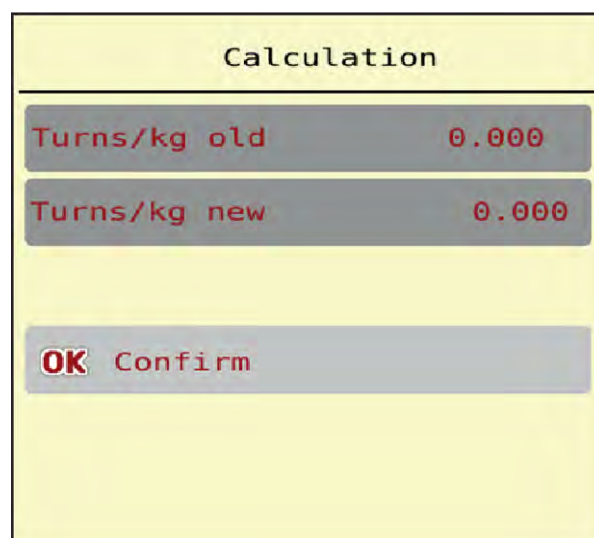 Calculation
Turns/kg old 0.000
Turns/kg new 0.000
OK Confirm